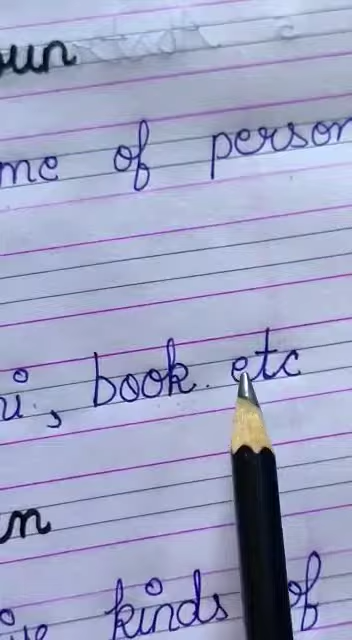 oun
me of person
i, book. etc
n
kinds of